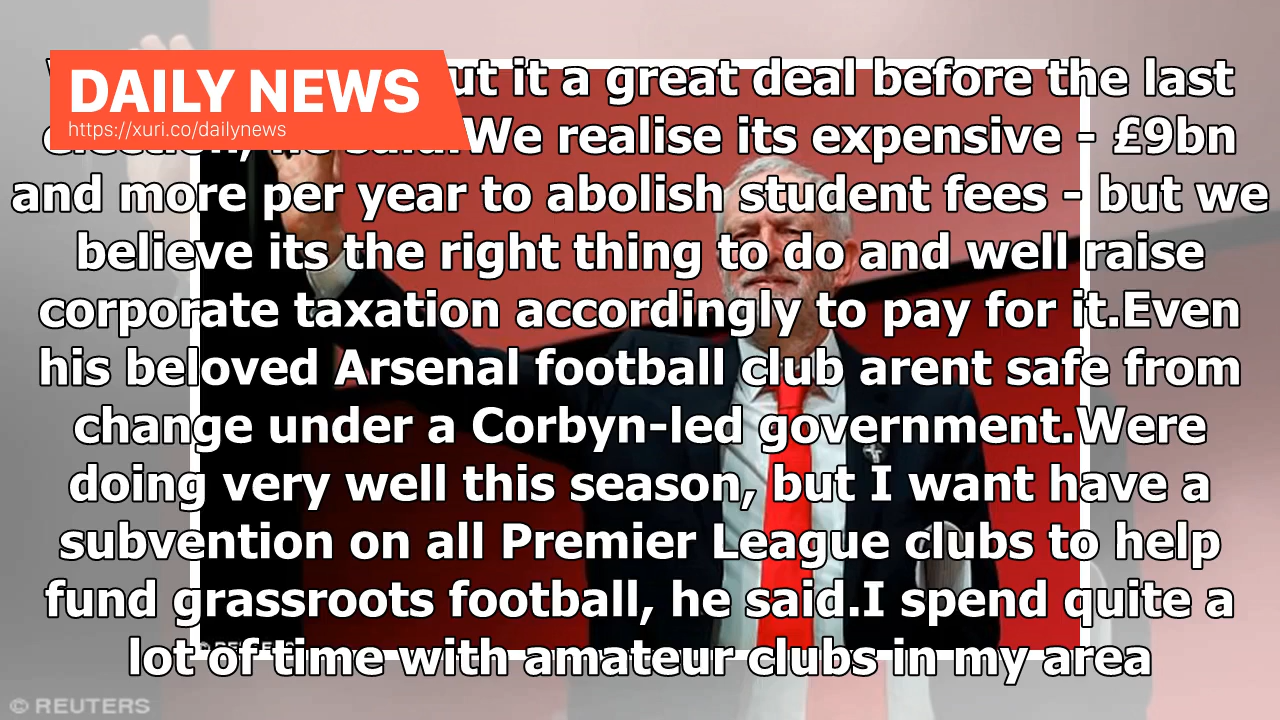 DAILY NEWS
https://xuri.co/dailynews
ut it a great deal before the last
We realise its expensive - £9bn
and more per year to abolish student fees - but we
believe its the right thing to do and well raise
corporate taxation accordingly to pay for it.Even
his beloved Arsenal football club arent safe from
change under a Corbyn-led government.Were
doing very well this season, but I want have a
subvention on all Premier League clubs to help
fund grassroots football, he said.I spend quite a
lot of time with amateur clubs in my area
© REUTERS